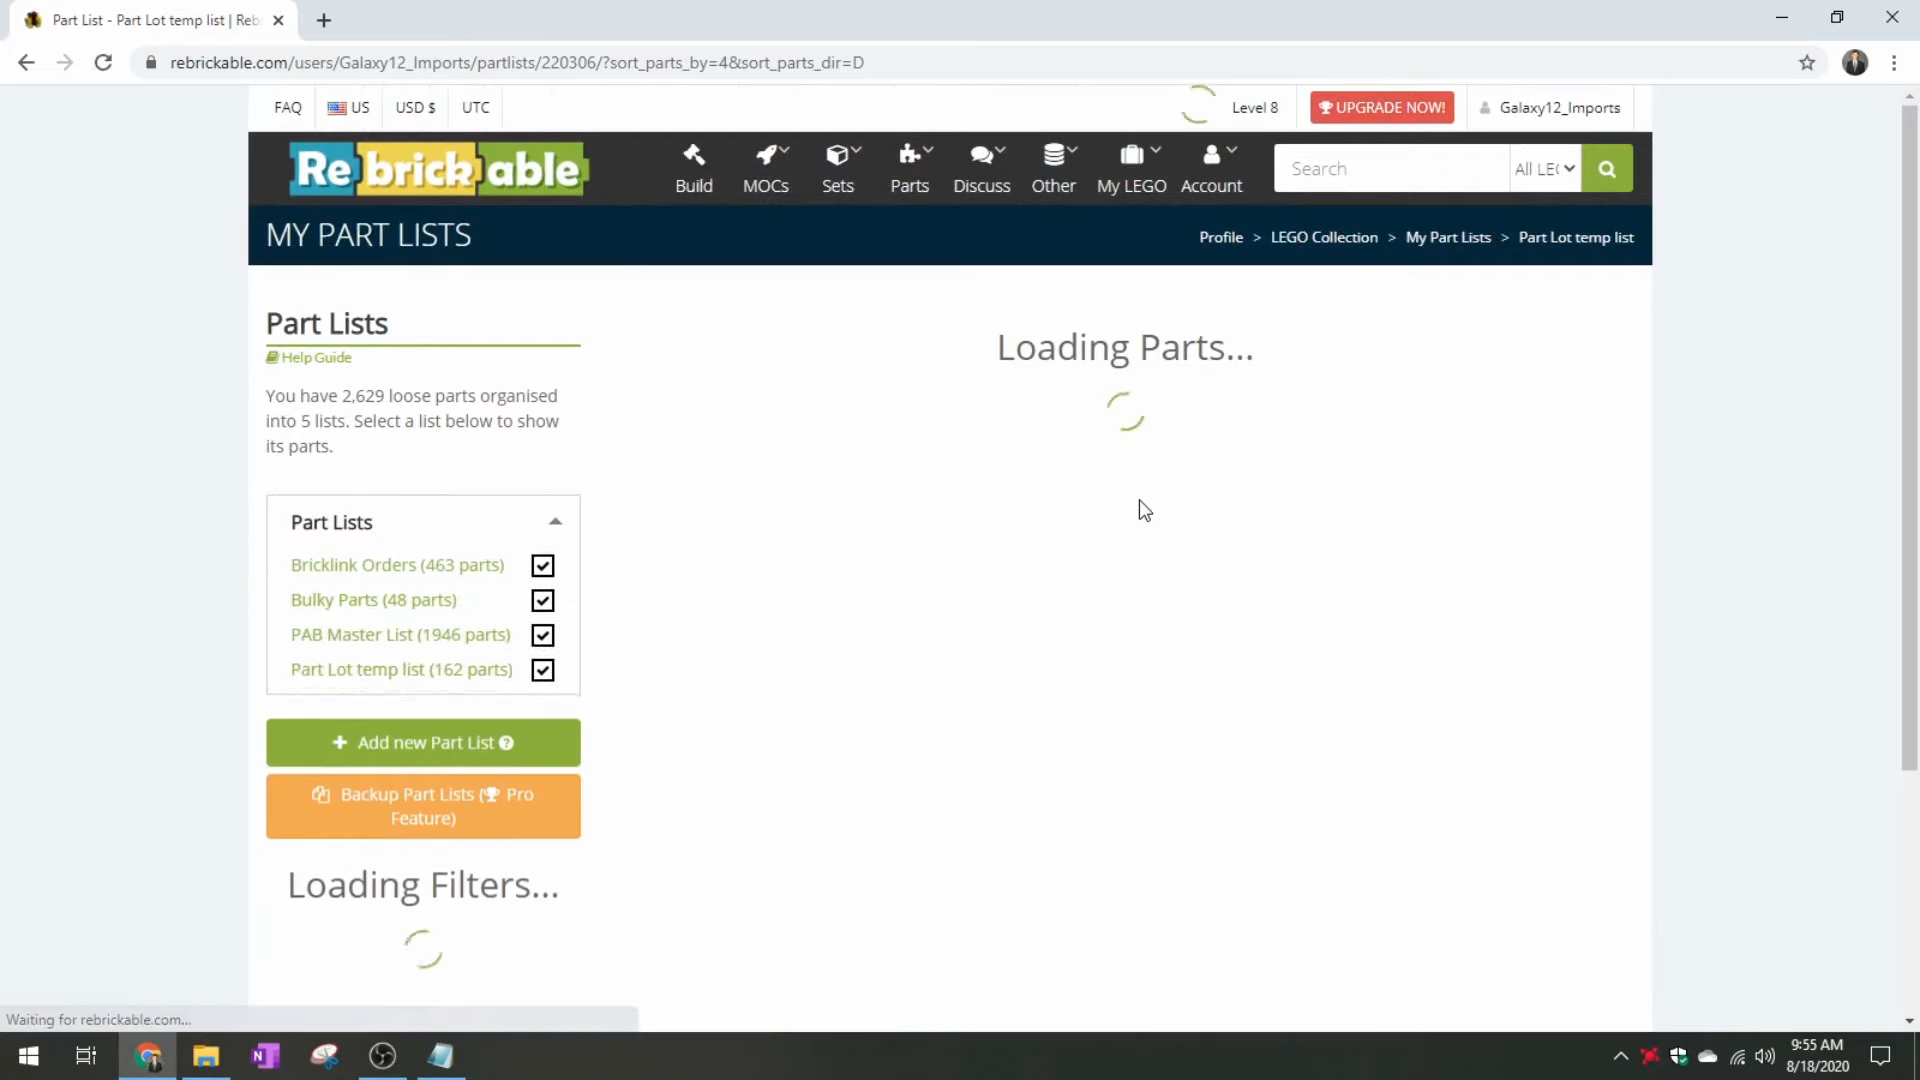 Part List - Part Lot temp list | Reb
rebrickable.com/users/Galaxy12_Imports/partlists/220306/?sort_parts_by=4&sort_parts_dir=D
FAQ US USD $ UTC Level 8 UPGRADE NOW! Galaxy12_Imports
Rebrickable
Build MOCs Sets Parts Discuss Other My LEGO Account Search All LE(
MY PART LISTS
Profile > LEGO Collection > My Part Lists > Part Lot temp list
Part Lists
Help Guide
You have 2,629 loose parts organised
into 5 lists. Select a list below to show
its parts.
Loading Parts...
Part Lists
Bricklink Orders (463 parts)
Bulky Parts (48 parts)
PAB Master List (1946 parts)
Part Lot temp list (162 parts)
+ Add new Part List ?
Backup Part Lists ( Pro
Feature)
Loading Filters...
Waiting for rebrickable.com...
9:55 AM
8/18/2020